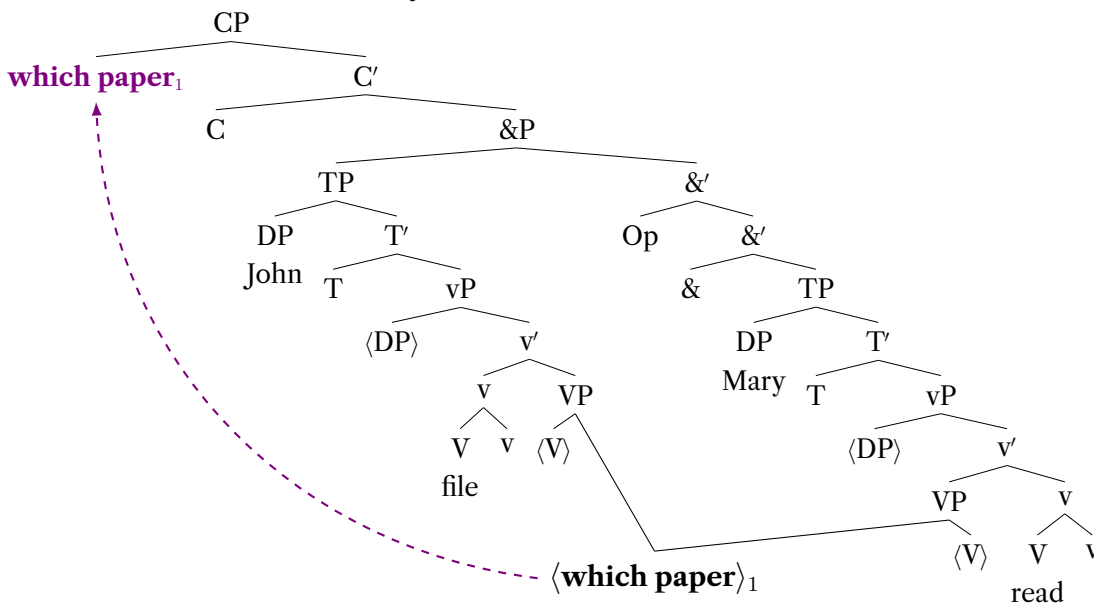 CP
which paper₁ C′
C &P
TP &′
DP T′ Op &′
John T vP & TP
⟨DP⟩ v′ DP T′
Mary T vP
v VP
V v ⟨V⟩ ⟨DP⟩ v′
file VP v
⟨which paper⟩₁ ⟨V⟩ V v
read